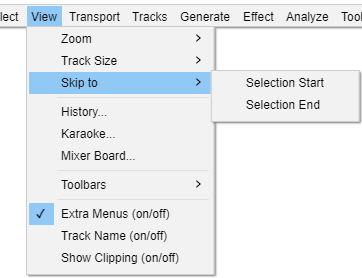 lect View Transport Tracks Generate Effect Analyze Tool
Zoom
Track Size
Skip to
Selection Start
Selection End
History...
Karaoke...
Mixer Board...
Toolbars
Extra Menus (on/off)
Track Name (on/off)
Show Clipping (on/off)